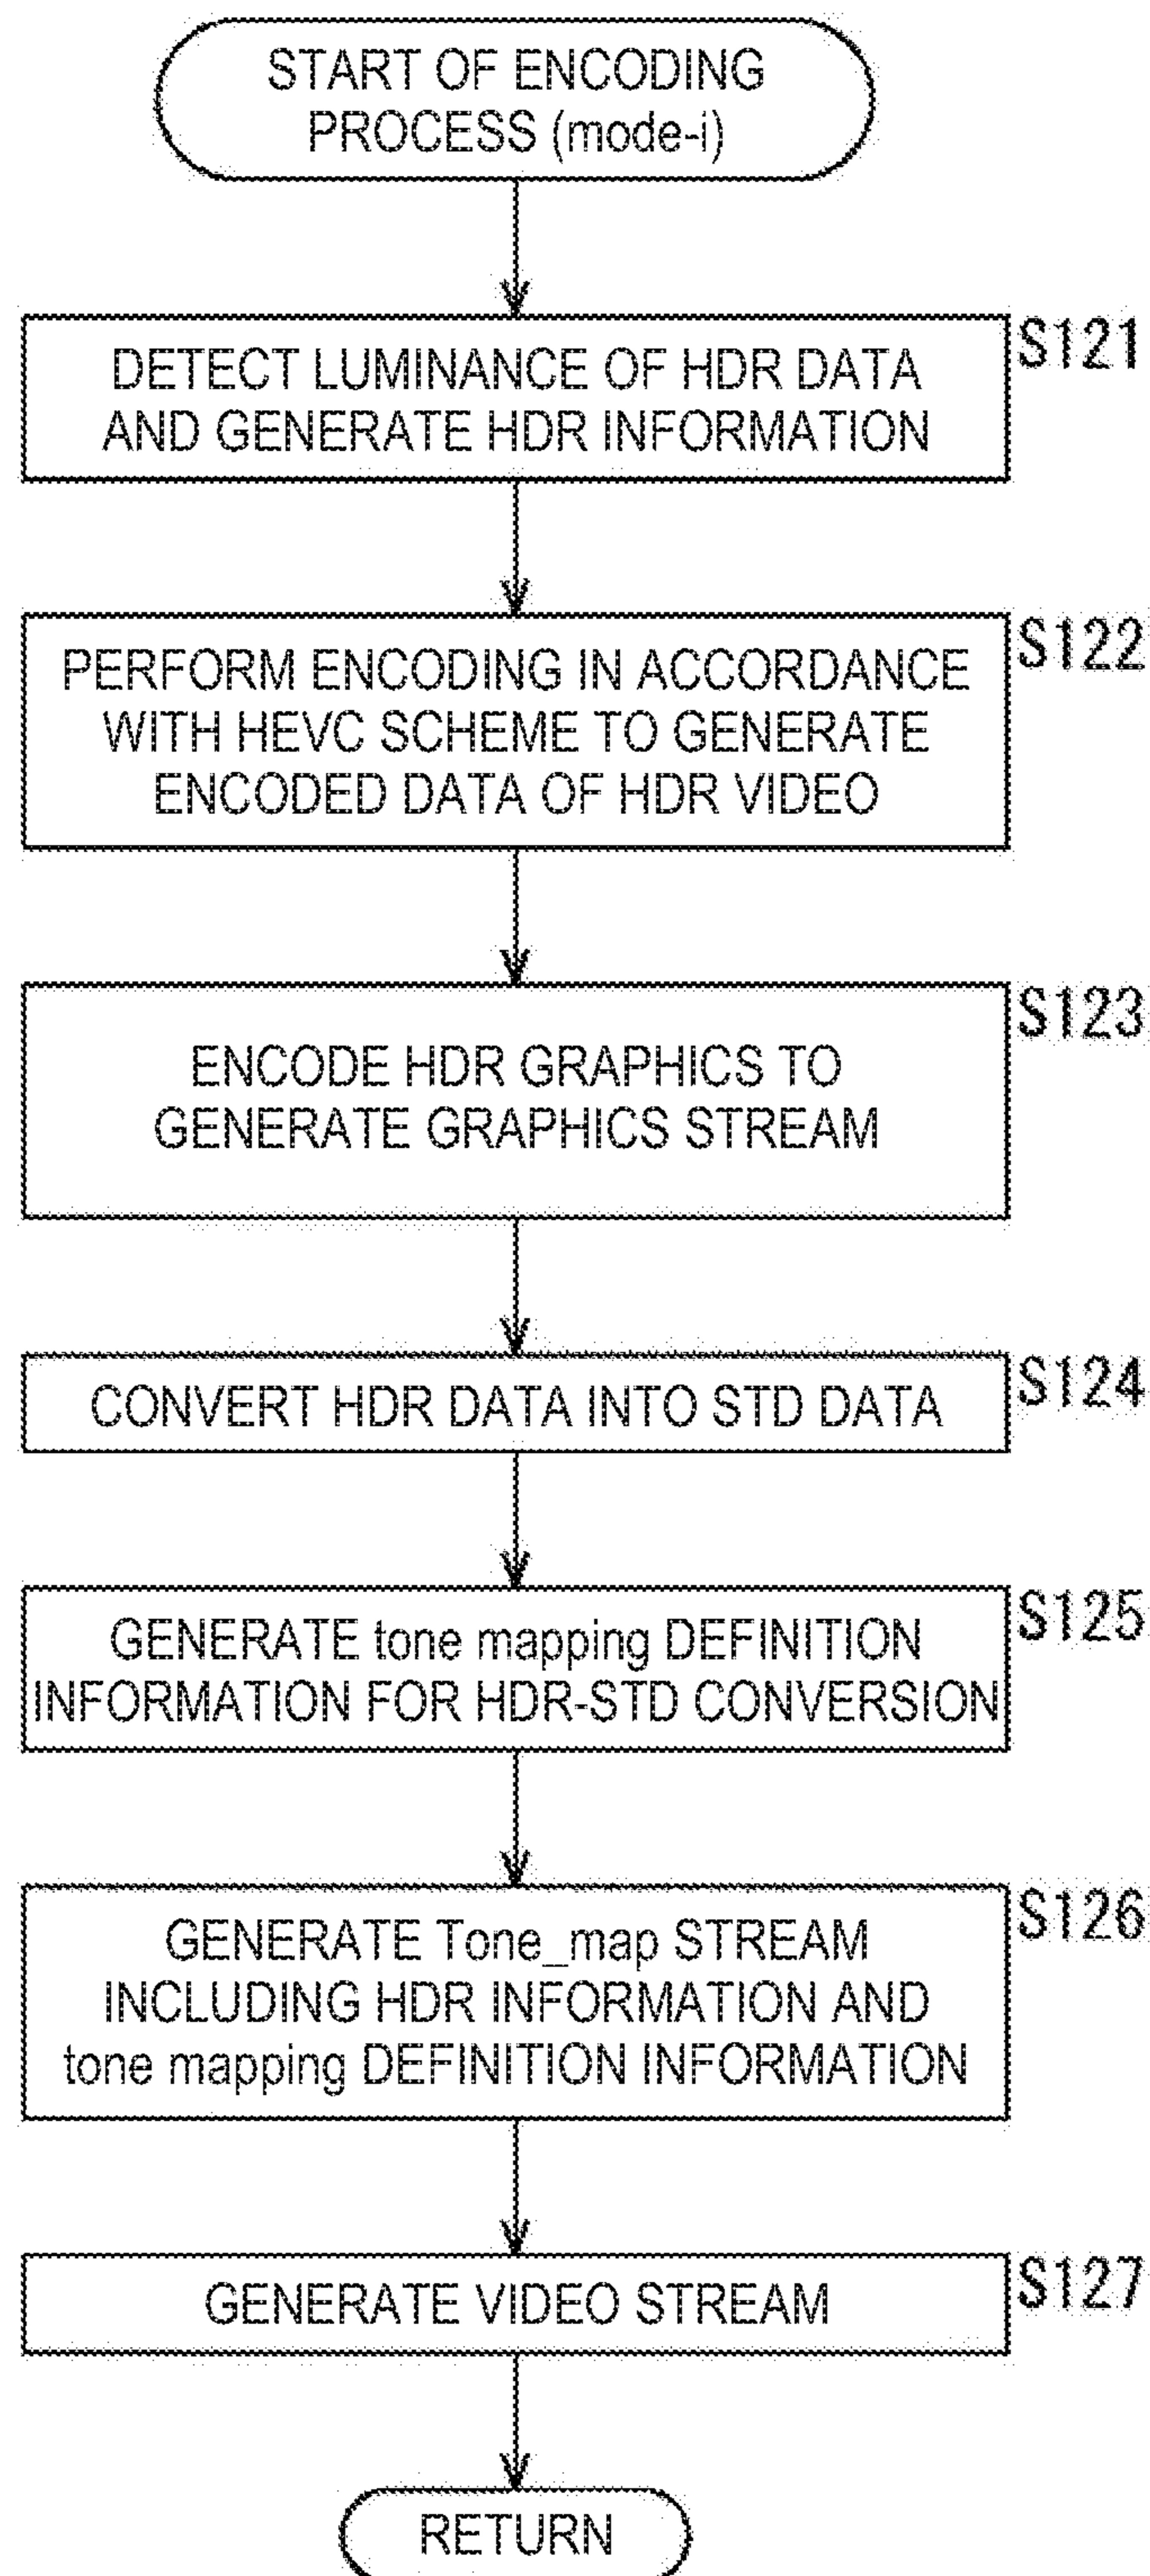 START OF ENCODING
PROCESS (mode-i)
DETECT LUMINANCE OF HDR DATA
AND GENERATE HDR INFORMATION
S121
PERFORM ENCODING IN ACCORDANCE
WITH HEVC SCHEME TO GENERATE
ENCODED DATA OF HDR VIDEO
S122
ENCODE HDR GRAPHICS TO
GENERATE GRAPHICS STREAM
S123
CONVERT HDR DATA INTO STD DATA
S124
GENERATE tone mapping DEFINITION
INFORMATION FOR HDR-STD CONVERSION
S125
GENERATE Tone_map STREAM
INCLUDING HDR INFORMATION AND
tone mapping DEFINITION INFORMATION
S126
GENERATE VIDEO STREAM
S127
RETURN